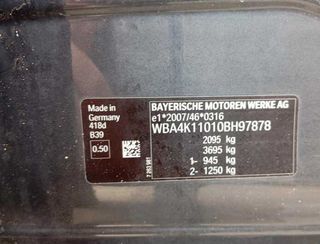 Made in
Germany
418d
B39
0.50
BAYERISCHE MOTOREN WERKE AG
e1*2007/46*0316
WBA4K11010BH97878
2095 kg
3695 kg
1- 945 kg
2- 1250 kg